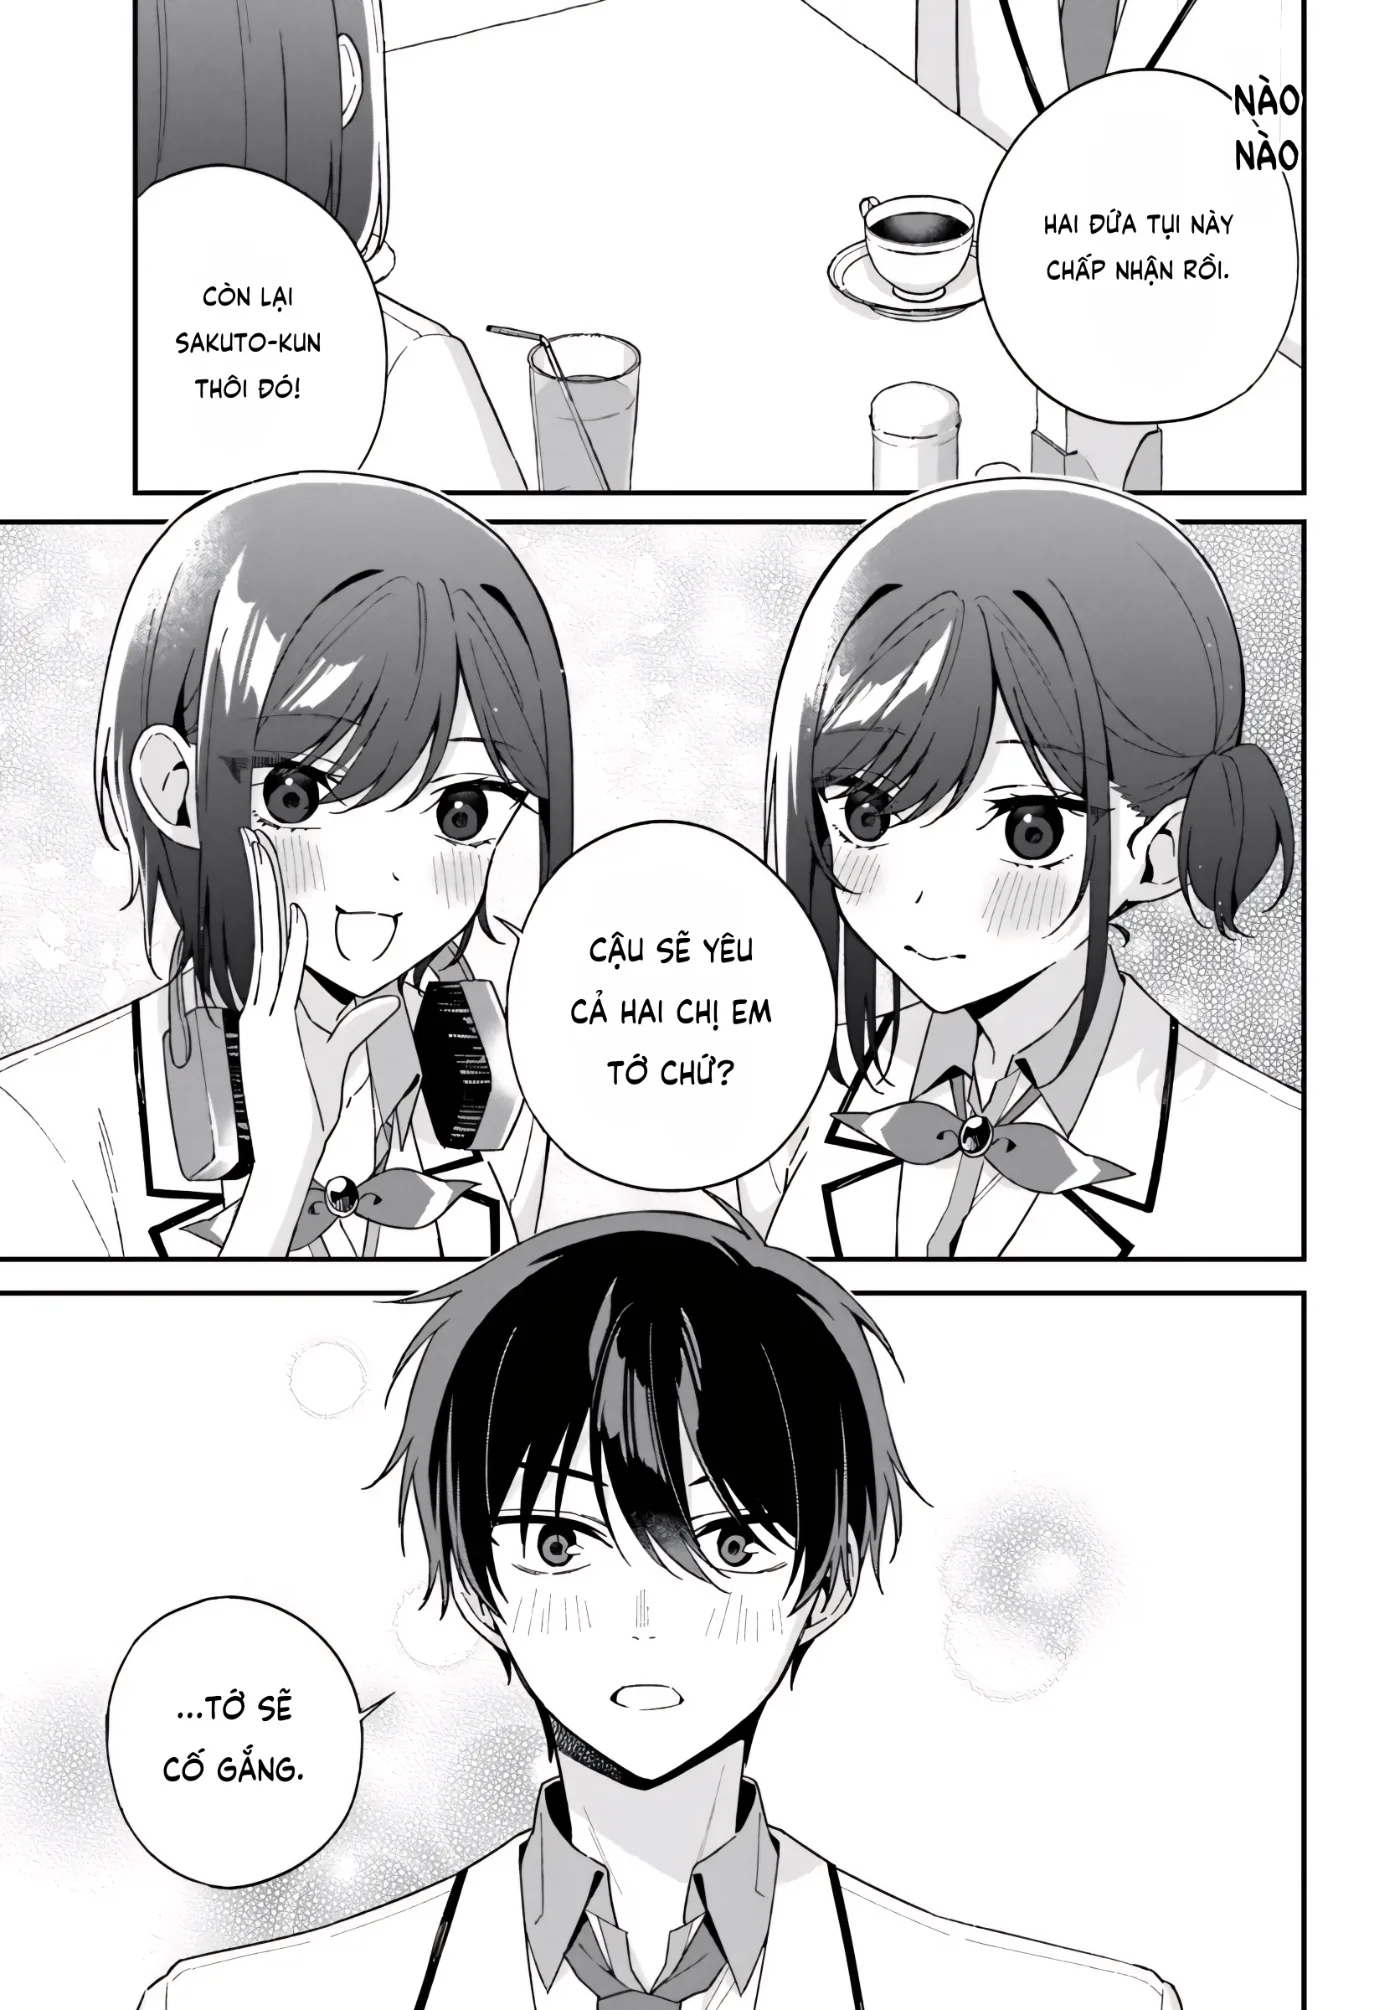 NÀO
NÀO
HAI ĐỨA TỤI NÀY
CHẤP NHẬN RỒI.
CÒN LẠI
SAKUTO-KUN
THÔI ĐÓ!
CẬU SẼ YÊU
CẢ HAI CHỊ EM
TỚ CHỨ?
...TỚ SẼ
CỐ GẮNG.